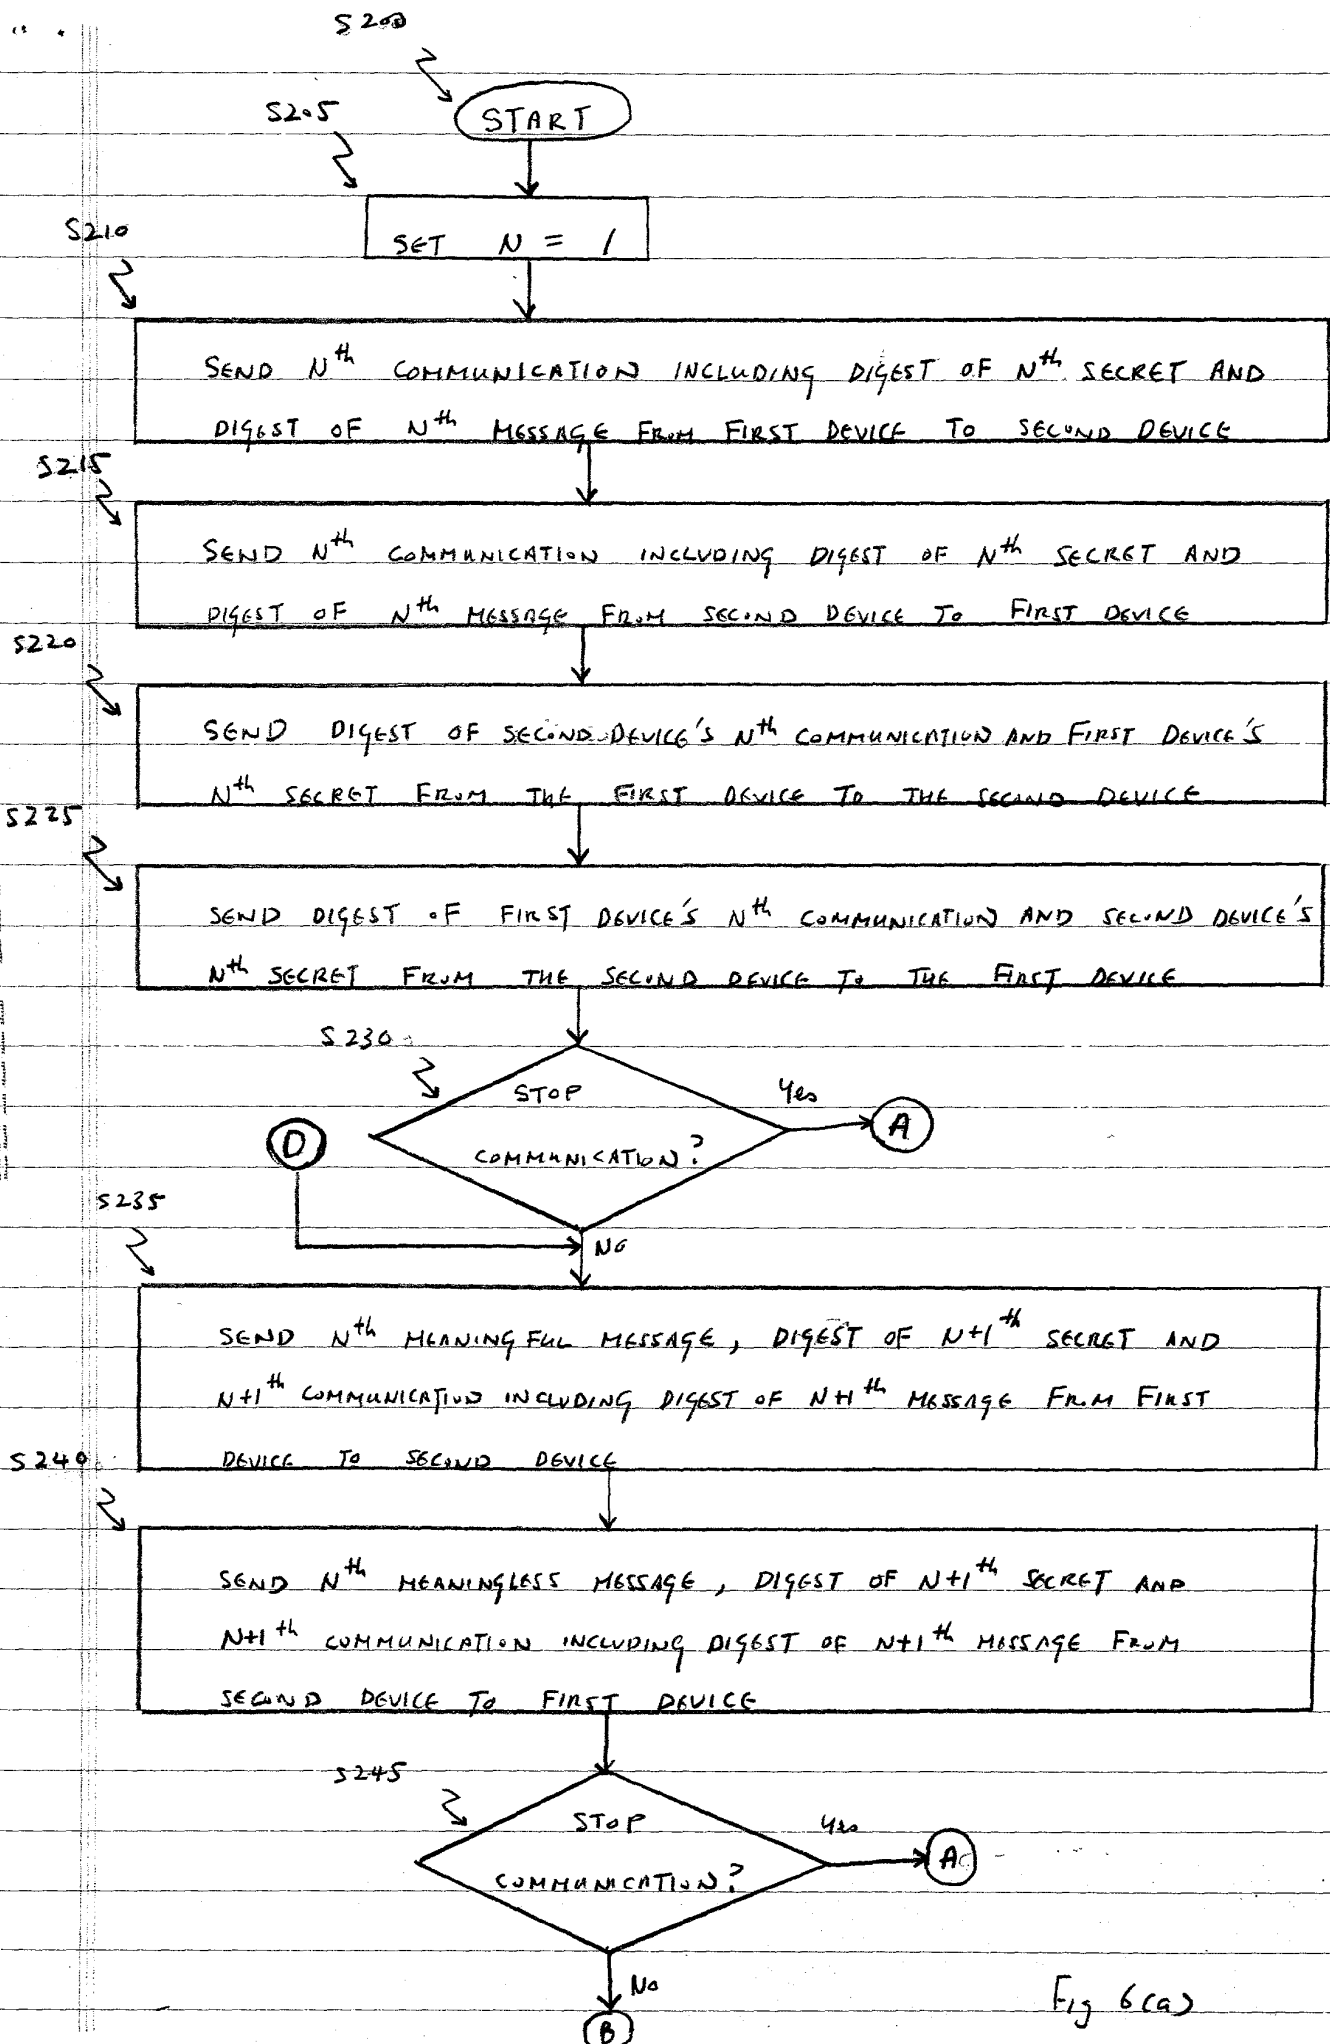 S200
START
S205
SET N = 1
S210
SEND Nth COMMUNICATION INCLUDING DIGEST OF Nth SECRET AND
DIGEST OF Nth MESSAGE FROM FIRST DEVICE TO SECOND DEVICE
S215
SEND Nth COMMUNICATION INCLUDING DIGEST OF Nth SECRET AND
DIGEST OF Nth MESSAGE FROM SECOND DEVICE TO FIRST DEVICE
S220
SEND DIGEST OF SECOND DEVICE'S Nth COMMUNICATION AND FIRST DEVICE'S
Nth SECRET FROM THE FIRST DEVICE TO THE SECOND DEVICE
S225
SEND DIGEST OF FIRST DEVICE'S Nth COMMUNICATION AND SECOND DEVICE'S
Nth SECRET FROM THE SECOND DEVICE TO THE FIRST DEVICE
S230
STOP
COMMUNICATION?
Yes
A
D
NO
S235
SEND Nth MEANINGFUL MESSAGE, DIGEST OF N+1th SECRET AND
N+1th COMMUNICATION INCLUDING DIGEST OF N+1th MESSAGE FROM FIRST
DEVICE TO SECOND DEVICE
S240
SEND Nth MEANINGLESS MESSAGE, DIGEST OF N+1th SECRET AND
N+1th COMMUNICATION INCLUDING DIGEST OF N+1th MESSAGE FROM
SECOND DEVICE TO FIRST DEVICE
S245
STOP
COMMUNICATION?
Yes
A
No
B
Fig 6(a)